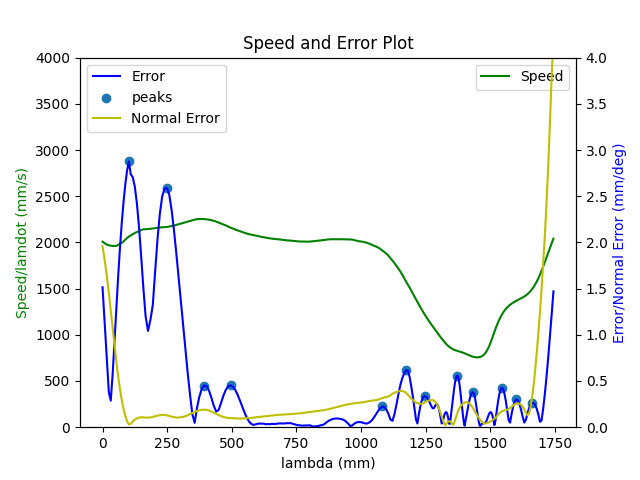 Speed and Error Plot
Error
peaks
Normal Error
Speed
4000
3500
3000
2500
2000
1500
1000
500
0
Speed/lamdot (mm/s)
4.0
3.5
3.0
2.5
2.0
1.5
1.0
0.5
0.0
Error/Normal Error (mm/deg)
0 250 500 750 1000 1250 1500 1750
lambda (mm)